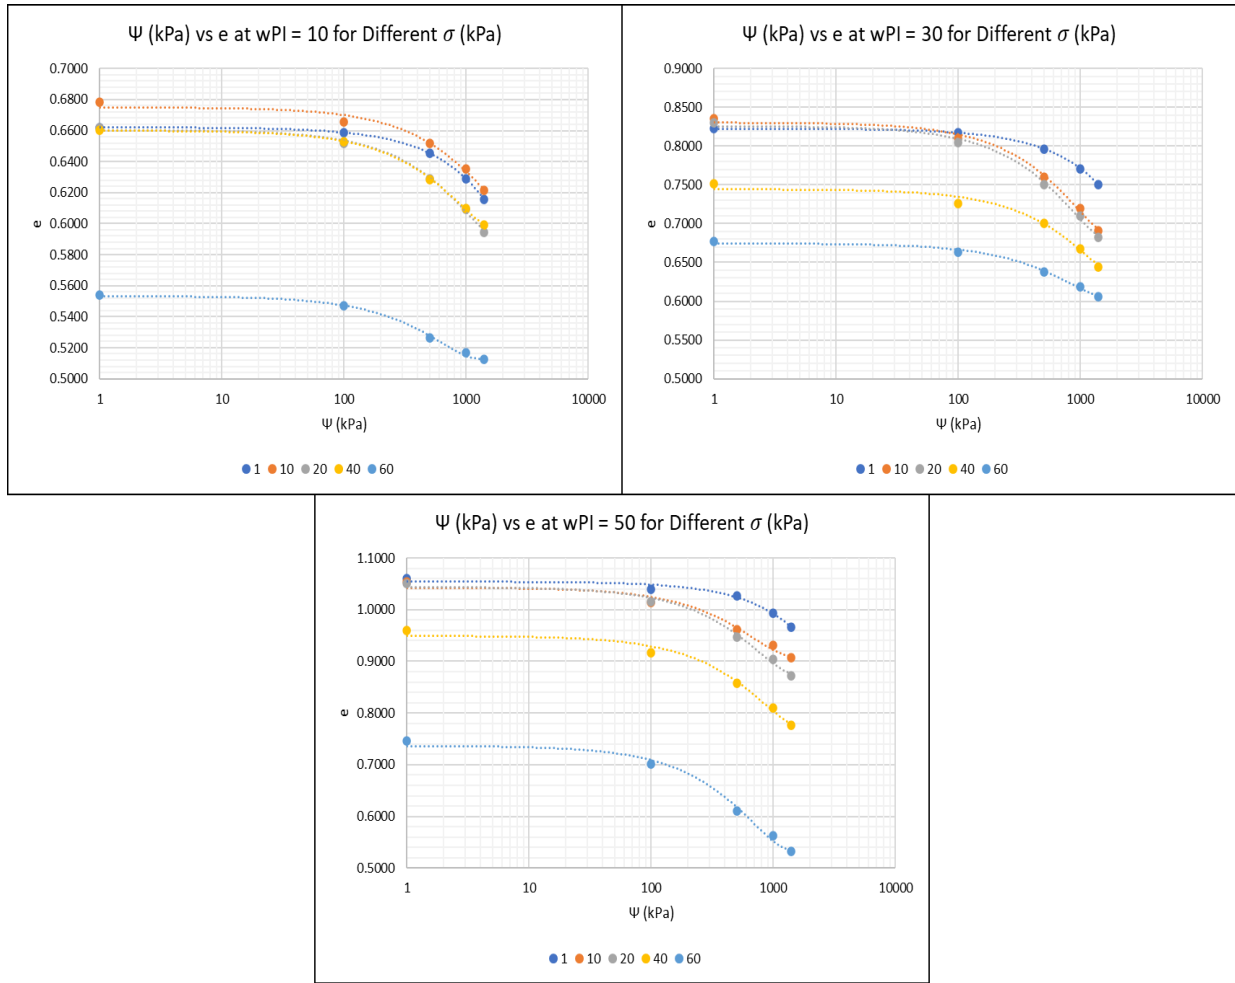 Ψ (kPa) vs e at wPI = 10 for Different σ (kPa)
0.7000
0.6800
0.6600
0.6400
0.6200
0.6000
0.5800
0.5600
0.5400
0.5200
0.5000
e
1 10 100 1000 10000
Ψ (kPa)
1 10 20 40 60
Ψ (kPa) vs e at wPI = 30 for Different σ (kPa)
0.9000
0.8500
0.8000
0.7500
0.7000
0.6500
0.6000
0.5500
0.5000
e
1 10 100 1000 10000
Ψ (kPa)
1 10 20 40 60
Ψ (kPa) vs e at wPI = 50 for Different σ (kPa)
1.1000
1.0000
0.9000
0.8000
0.7000
0.6000
0.5000
e
1 10 100 1000 10000
Ψ (kPa)
1 10 20 40 60